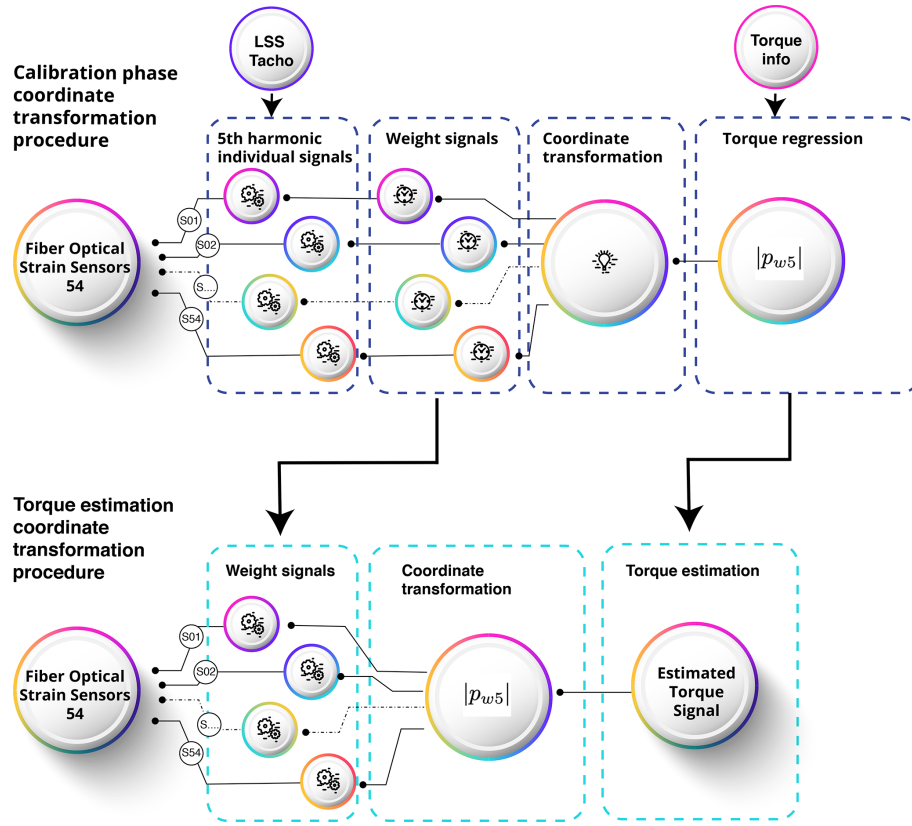 LSS
Tacho
Torque
info
Calibration phase
coordinate
transformation
procedure
5th harmonic
individual signals
Weight signals
Coordinate
transformation
Torque regression
Fiber Optical
Strain Sensors
54
S01
S02
S....
S54
|p_{w5}|
Torque estimation
coordinate
transformation
procedure
Weight signals
Coordinate
transformation
Torque estimation
Fiber Optical
Strain Sensors
54
S01
S02
S....
S54
|p_{w5}|
Estimated
Torque
Signal